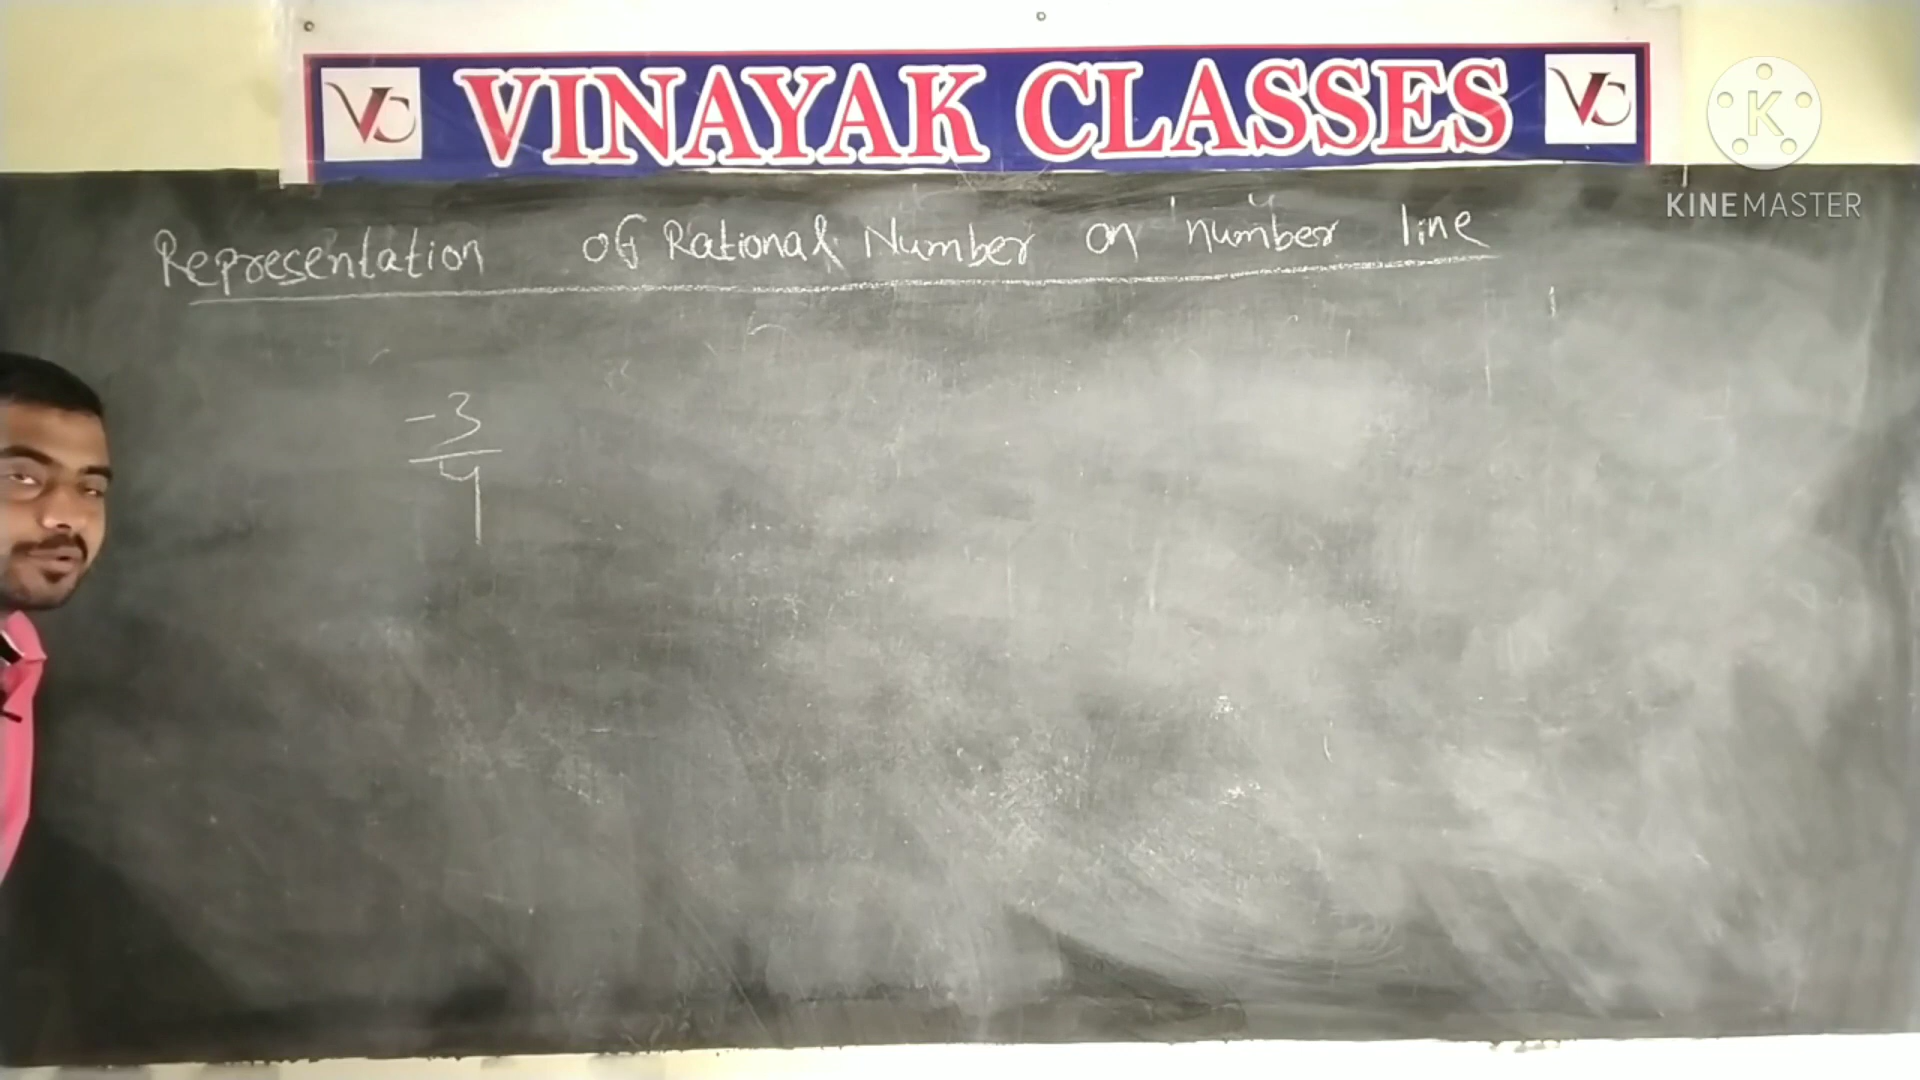 VC VINAYAK CLASSES VC
K
KINEMASTER
Representation of Rational Number on number line
-3
4